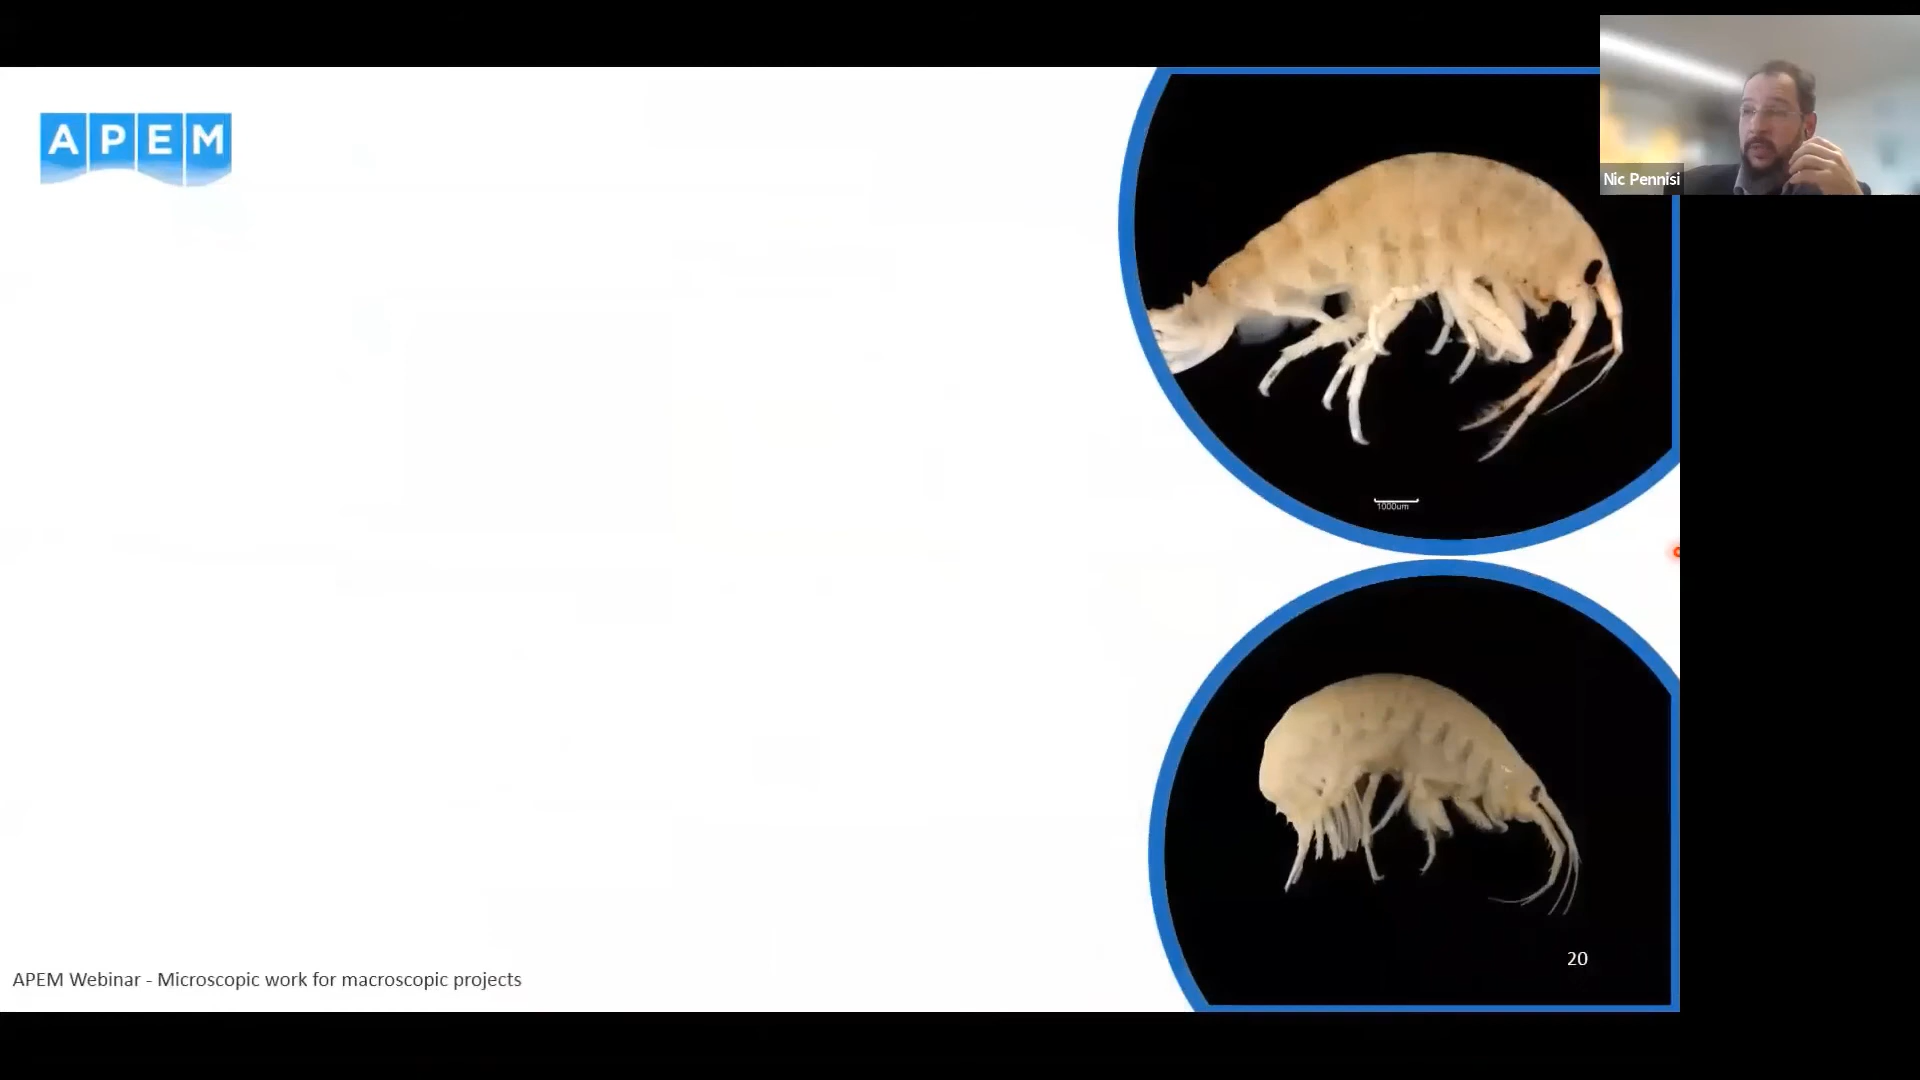 APEM
Nic Pennisi
1000um
20
APEM Webinar - Microscopic work for macroscopic projects